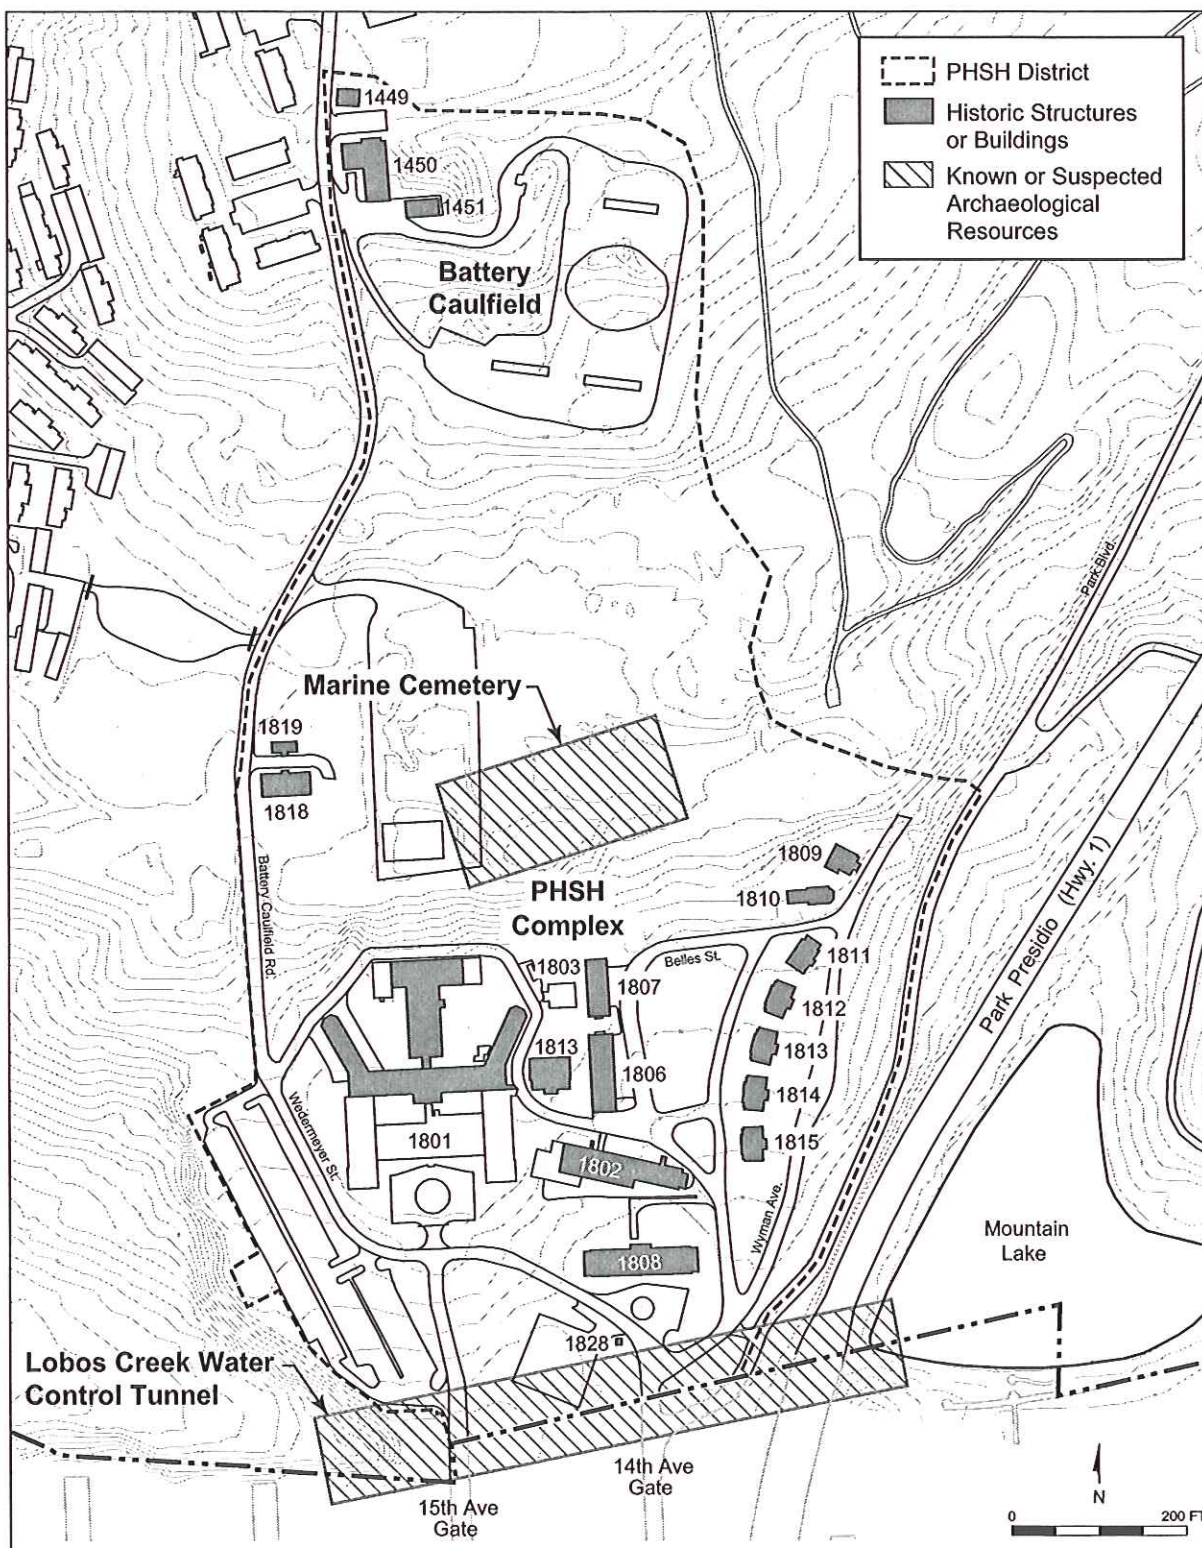 PHSH District
Historic Structures
or Buildings
Known or Suspected
Archaeological
Resources
1449
1450
1451
Battery
Caulfield
Park Blvd.
Marine Cemetery
1819
1818
Battery Caulfield Rd.
PHSH
Complex
1809
1810
1811
1812
1813
1814
1815
Belles St.
1803
1807
1813
1806
1801
1802
1808
1828
Wedermeyer St.
Wyman Ave.
Park Presidio (Hwy. 1)
Mountain
Lake
Lobos Creek Water
Control Tunnel
15th Ave
Gate
14th Ave
Gate
N
0 200 FT